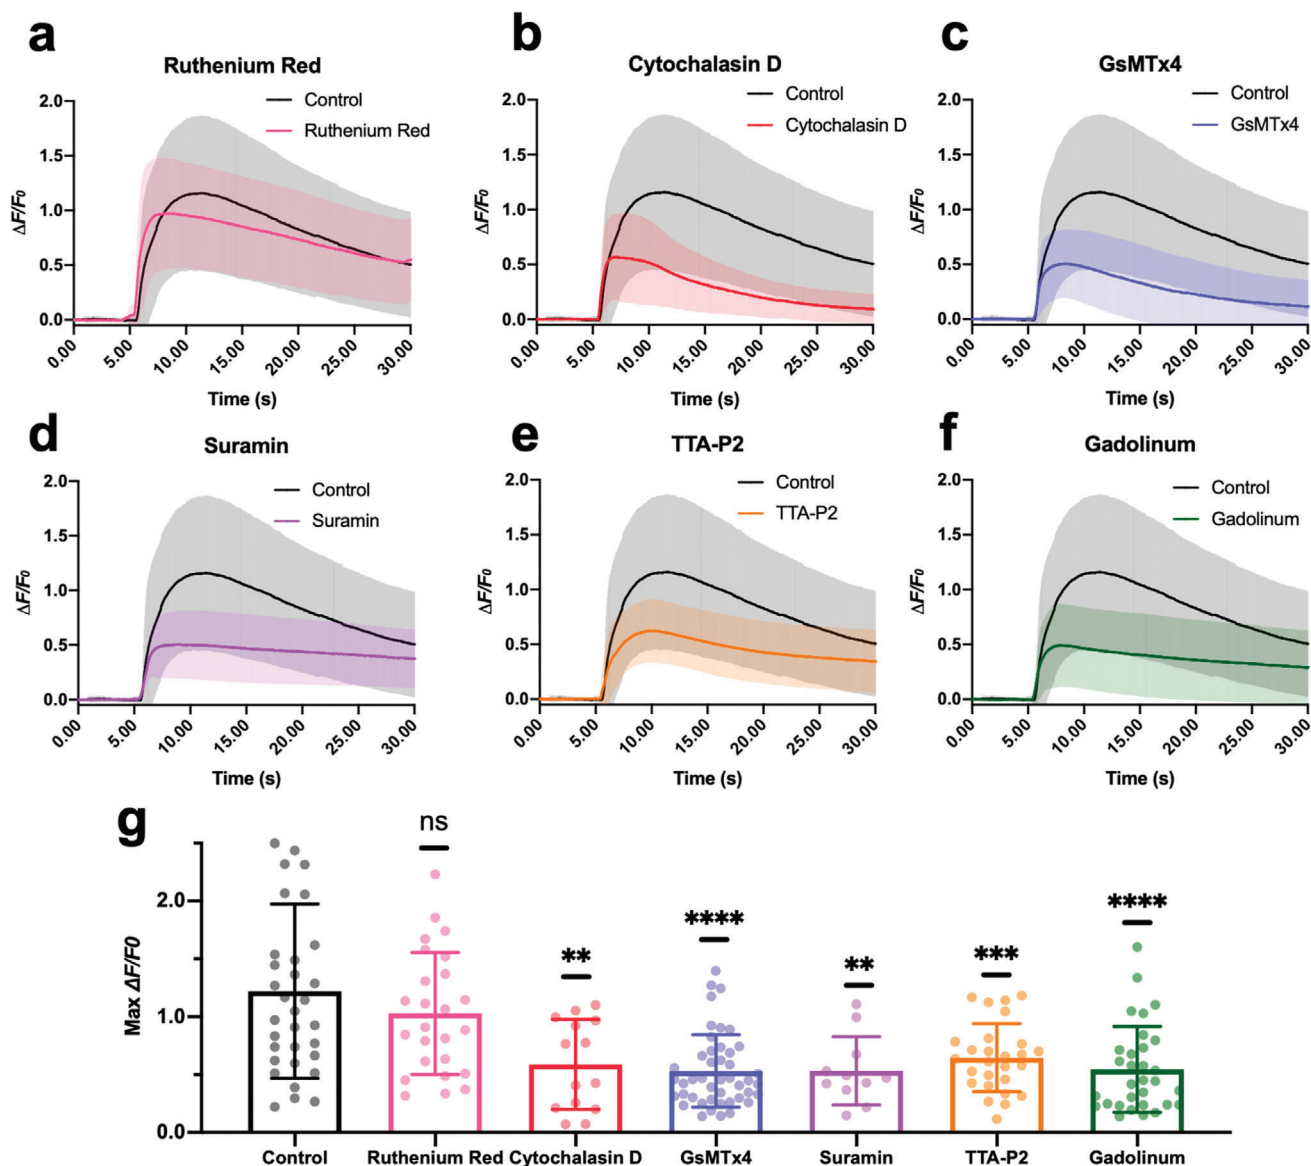 a
Ruthenium Red
Control
Ruthenium Red
2.0
1.5
1.0
0.5
0.0
ΔF/F0
0.00
5.00
10.00
15.00
20.00
25.00
30.00
Time (s)
b
Cytochalasin D
Control
Cytochalasin D
2.0
1.5
1.0
0.5
0.0
ΔF/F0
0.00
5.00
10.00
15.00
20.00
25.00
30.00
Time (s)
c
GsMTx4
Control
GsMTx4
2.0
1.5
1.0
0.5
0.0
ΔF/F0
0.00
5.00
10.00
15.00
20.00
25.00
30.00
Time (s)
d
Suramin
Control
Suramin
2.0
1.5
1.0
0.5
0.0
ΔF/F0
0.00
5.00
10.00
15.00
20.00
25.00
30.00
Time (s)
e
TTA-P2
Control
TTA-P2
2.0
1.5
1.0
0.5
0.0
ΔF/F0
0.00
5.00
10.00
15.00
20.00
25.00
30.00
Time (s)
f
Gadolinum
Control
Gadolinum
2.0
1.5
1.0
0.5
0.0
ΔF/F0
0.00
5.00
10.00
15.00
20.00
25.00
30.00
Time (s)
g
Max ΔF/F0
2.0
1.0
0.0
ns
**
****
**
***
****
Control
Ruthenium Red
Cytochalasin D
GsMTx4
Suramin
TTA-P2
Gadolinum